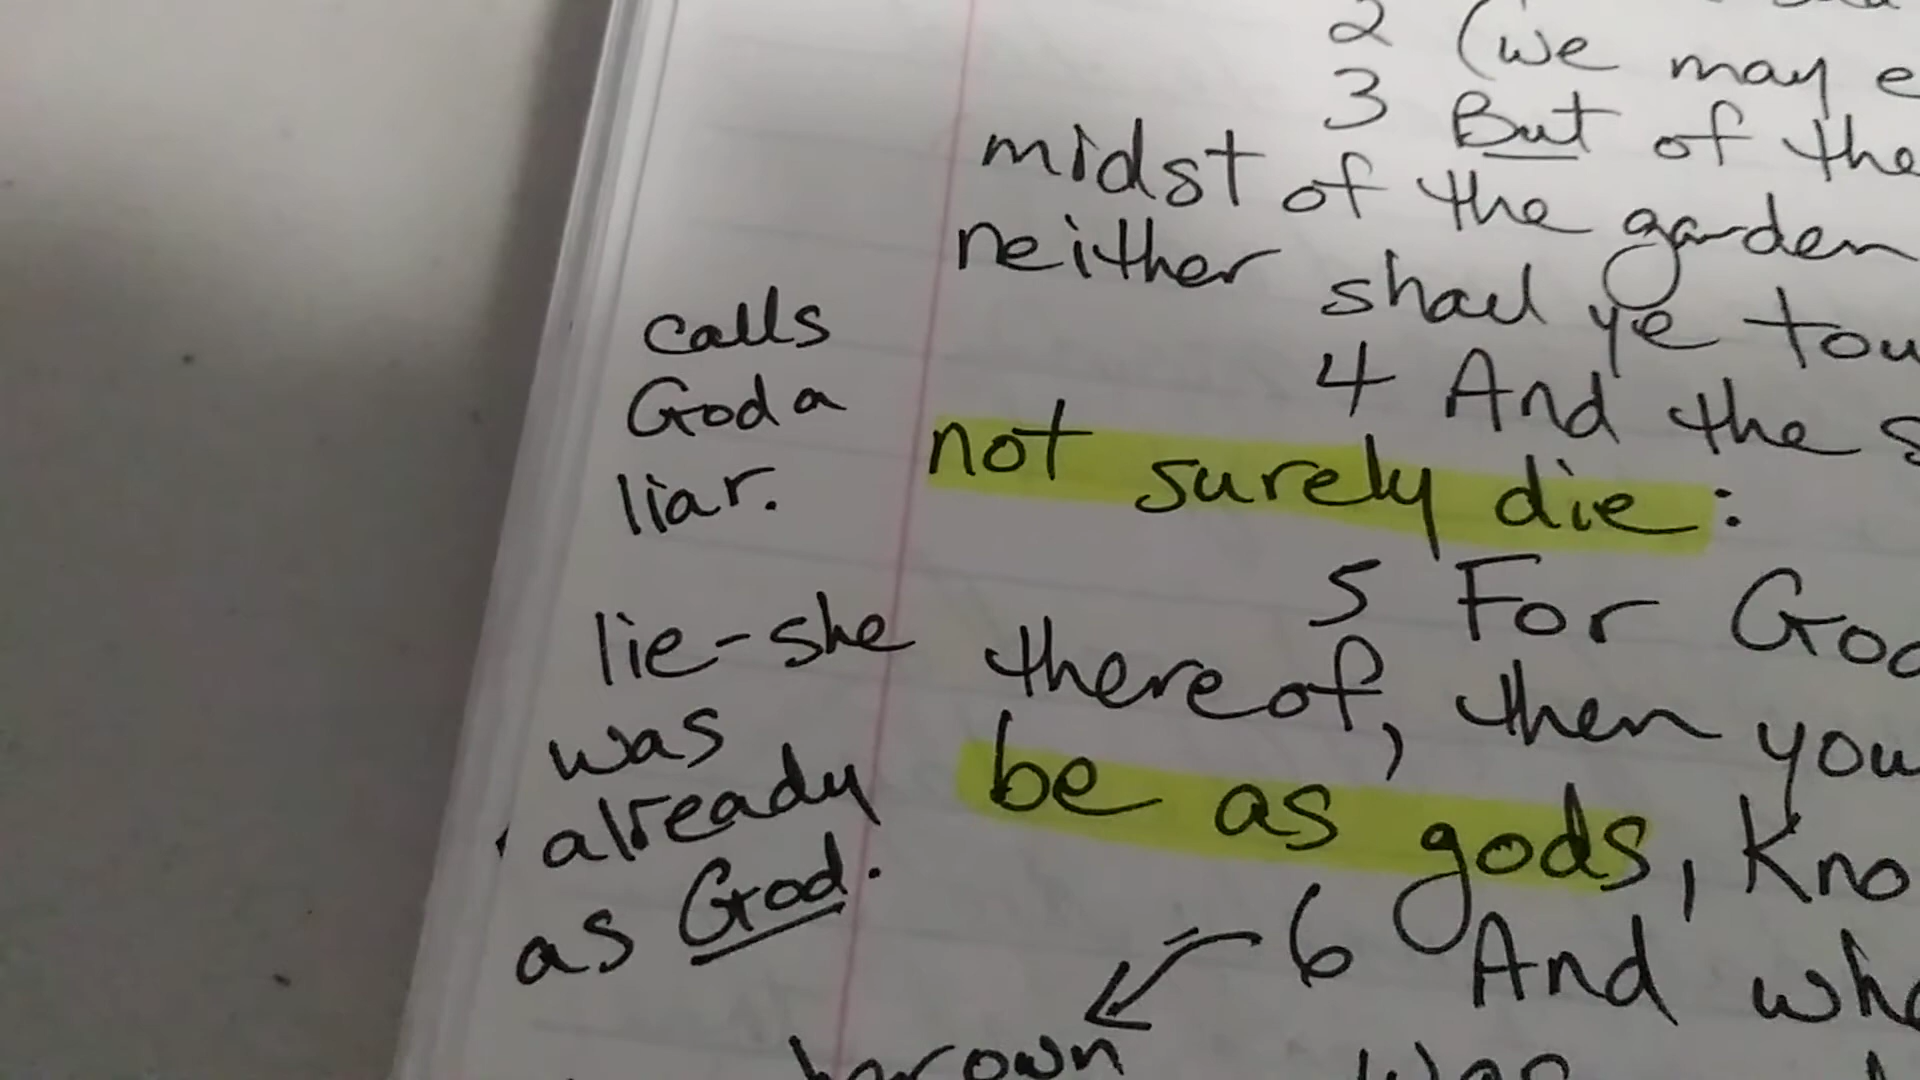 2 (we may e
3 But of the
midst of the garden
neither shall ye tou
calls
God a
liar.
4 And the s
not surely die:
5 For God
lie-she
was
already
as God.
thereof, then you
be as gods, Kno
6 And whe
was